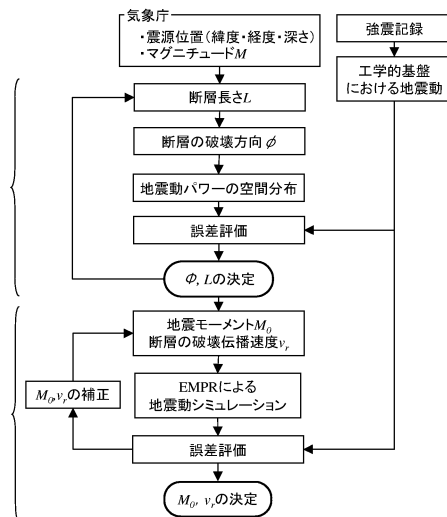 気象庁
・震源位置(緯度・経度・深さ)
・マグニチュードM
強震記録
工学的基盤
における地震動
断層長さL
断層の破壊方向φ
地震動パワーの空間分布
誤差評価
Φ, Lの決定
地震モーメントM0
断層の破壊伝播速度vr
M0,vrの補正
EMPRによる
地震動シミュレーション
誤差評価
M0, vrの決定